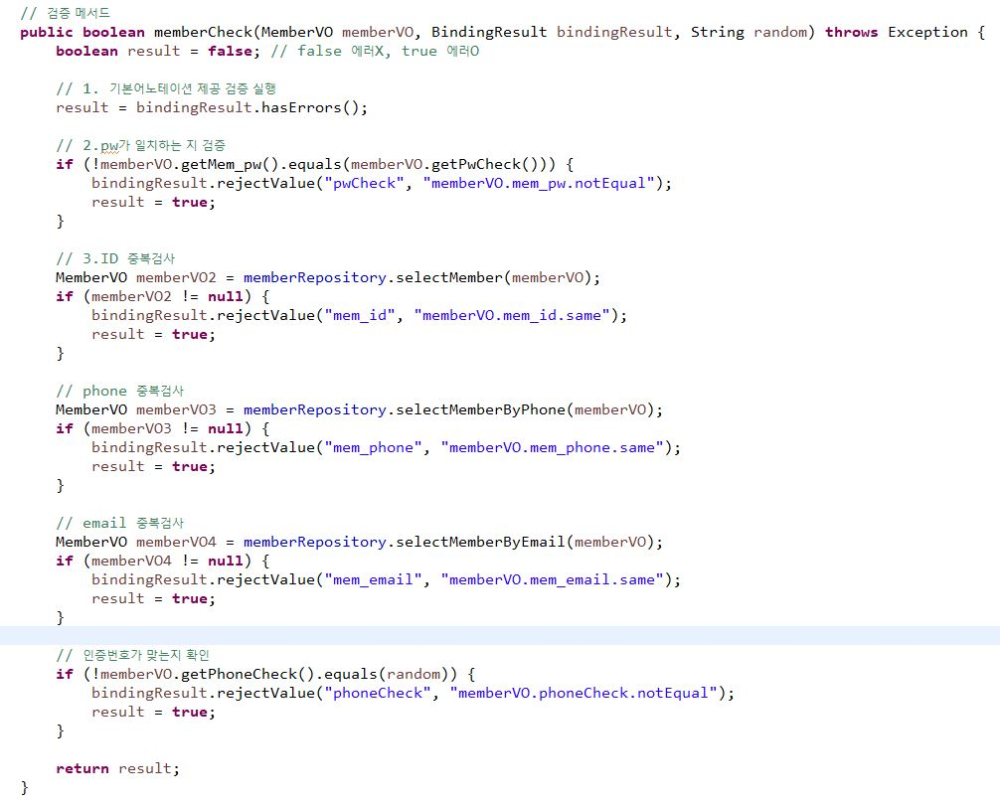 // 검증 메서드
public boolean memberCheck(MemberVO memberVO, BindingResult bindingResult, String random) throws Exception {
    boolean result = false; // false 에러X, true 에러O

    // 1. 기본어노테이션 제공 검증 실행
    result = bindingResult.hasErrors();

    // 2.pw가 일치하는 지 검증
    if (!memberVO.getMem_pw().equals(memberVO.getPwCheck())) {
        bindingResult.rejectValue("pwCheck", "memberVO.mem_pw.notEqual");
        result = true;
    }

    // 3.ID 중복검사
    MemberVO memberVO2 = memberRepository.selectMember(memberVO);
    if (memberVO2 != null) {
        bindingResult.rejectValue("mem_id", "memberVO.mem_id.same");
        result = true;
    }

    // phone 중복검사
    MemberVO memberVO3 = memberRepository.selectMemberByPhone(memberVO);
    if (memberVO3 != null) {
        bindingResult.rejectValue("mem_phone", "memberVO.mem_phone.same");
        result = true;
    }

    // email 중복검사
    MemberVO memberVO4 = memberRepository.selectMemberByEmail(memberVO);
    if (memberVO4 != null) {
        bindingResult.rejectValue("mem_email", "memberVO.mem_email.same");
        result = true;
    }

    // 인증번호가 맞는지 확인
    if (!memberVO.getPhoneCheck().equals(random)) {
        bindingResult.rejectValue("phoneCheck", "memberVO.phoneCheck.notEqual");
        result = true;
    }

    return result;
}